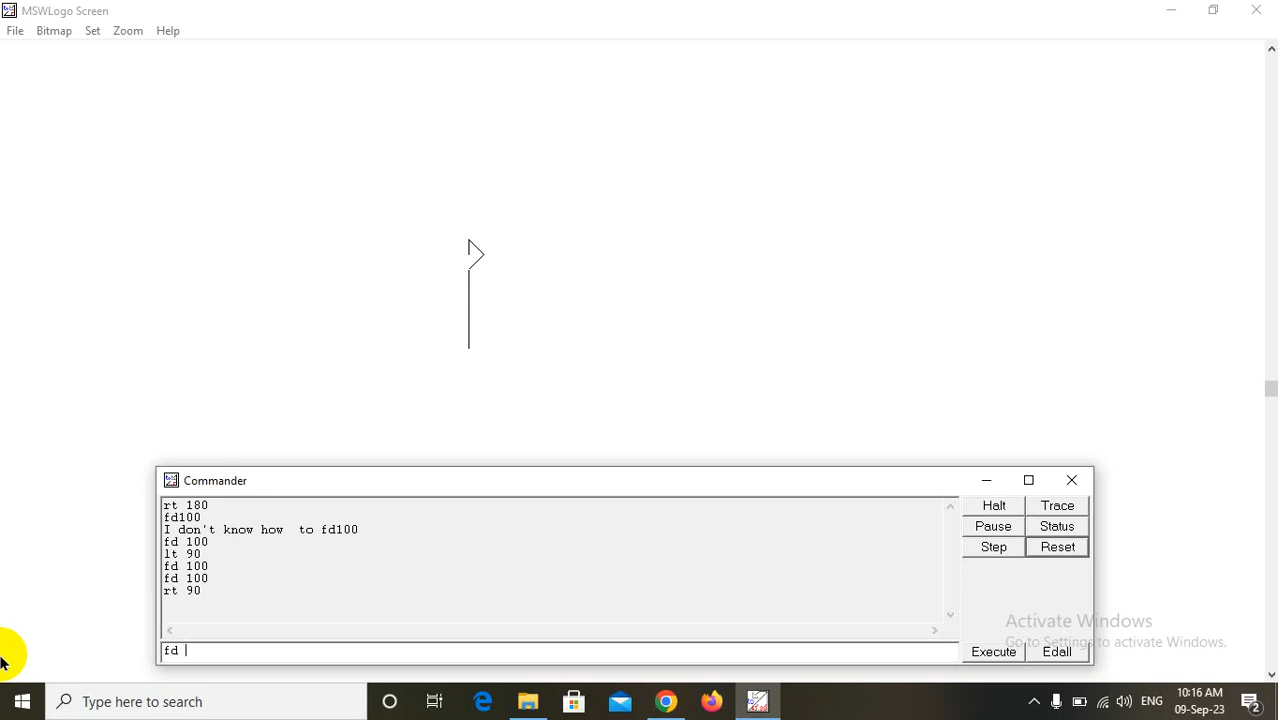 MSWLogo Screen
File Bitmap Set Zoom Help
Commander
rt 180
fd100
I don't know how  to fd100
fd 100
lt 90
fd 100
fd 100
rt 90
fd
Halt Trace
Pause Status
Step Reset
Execute Edall
Activate Windows
Go to Settings to activate Windows.
Type here to search
ENG
10:16 AM
09-Sep-23
2